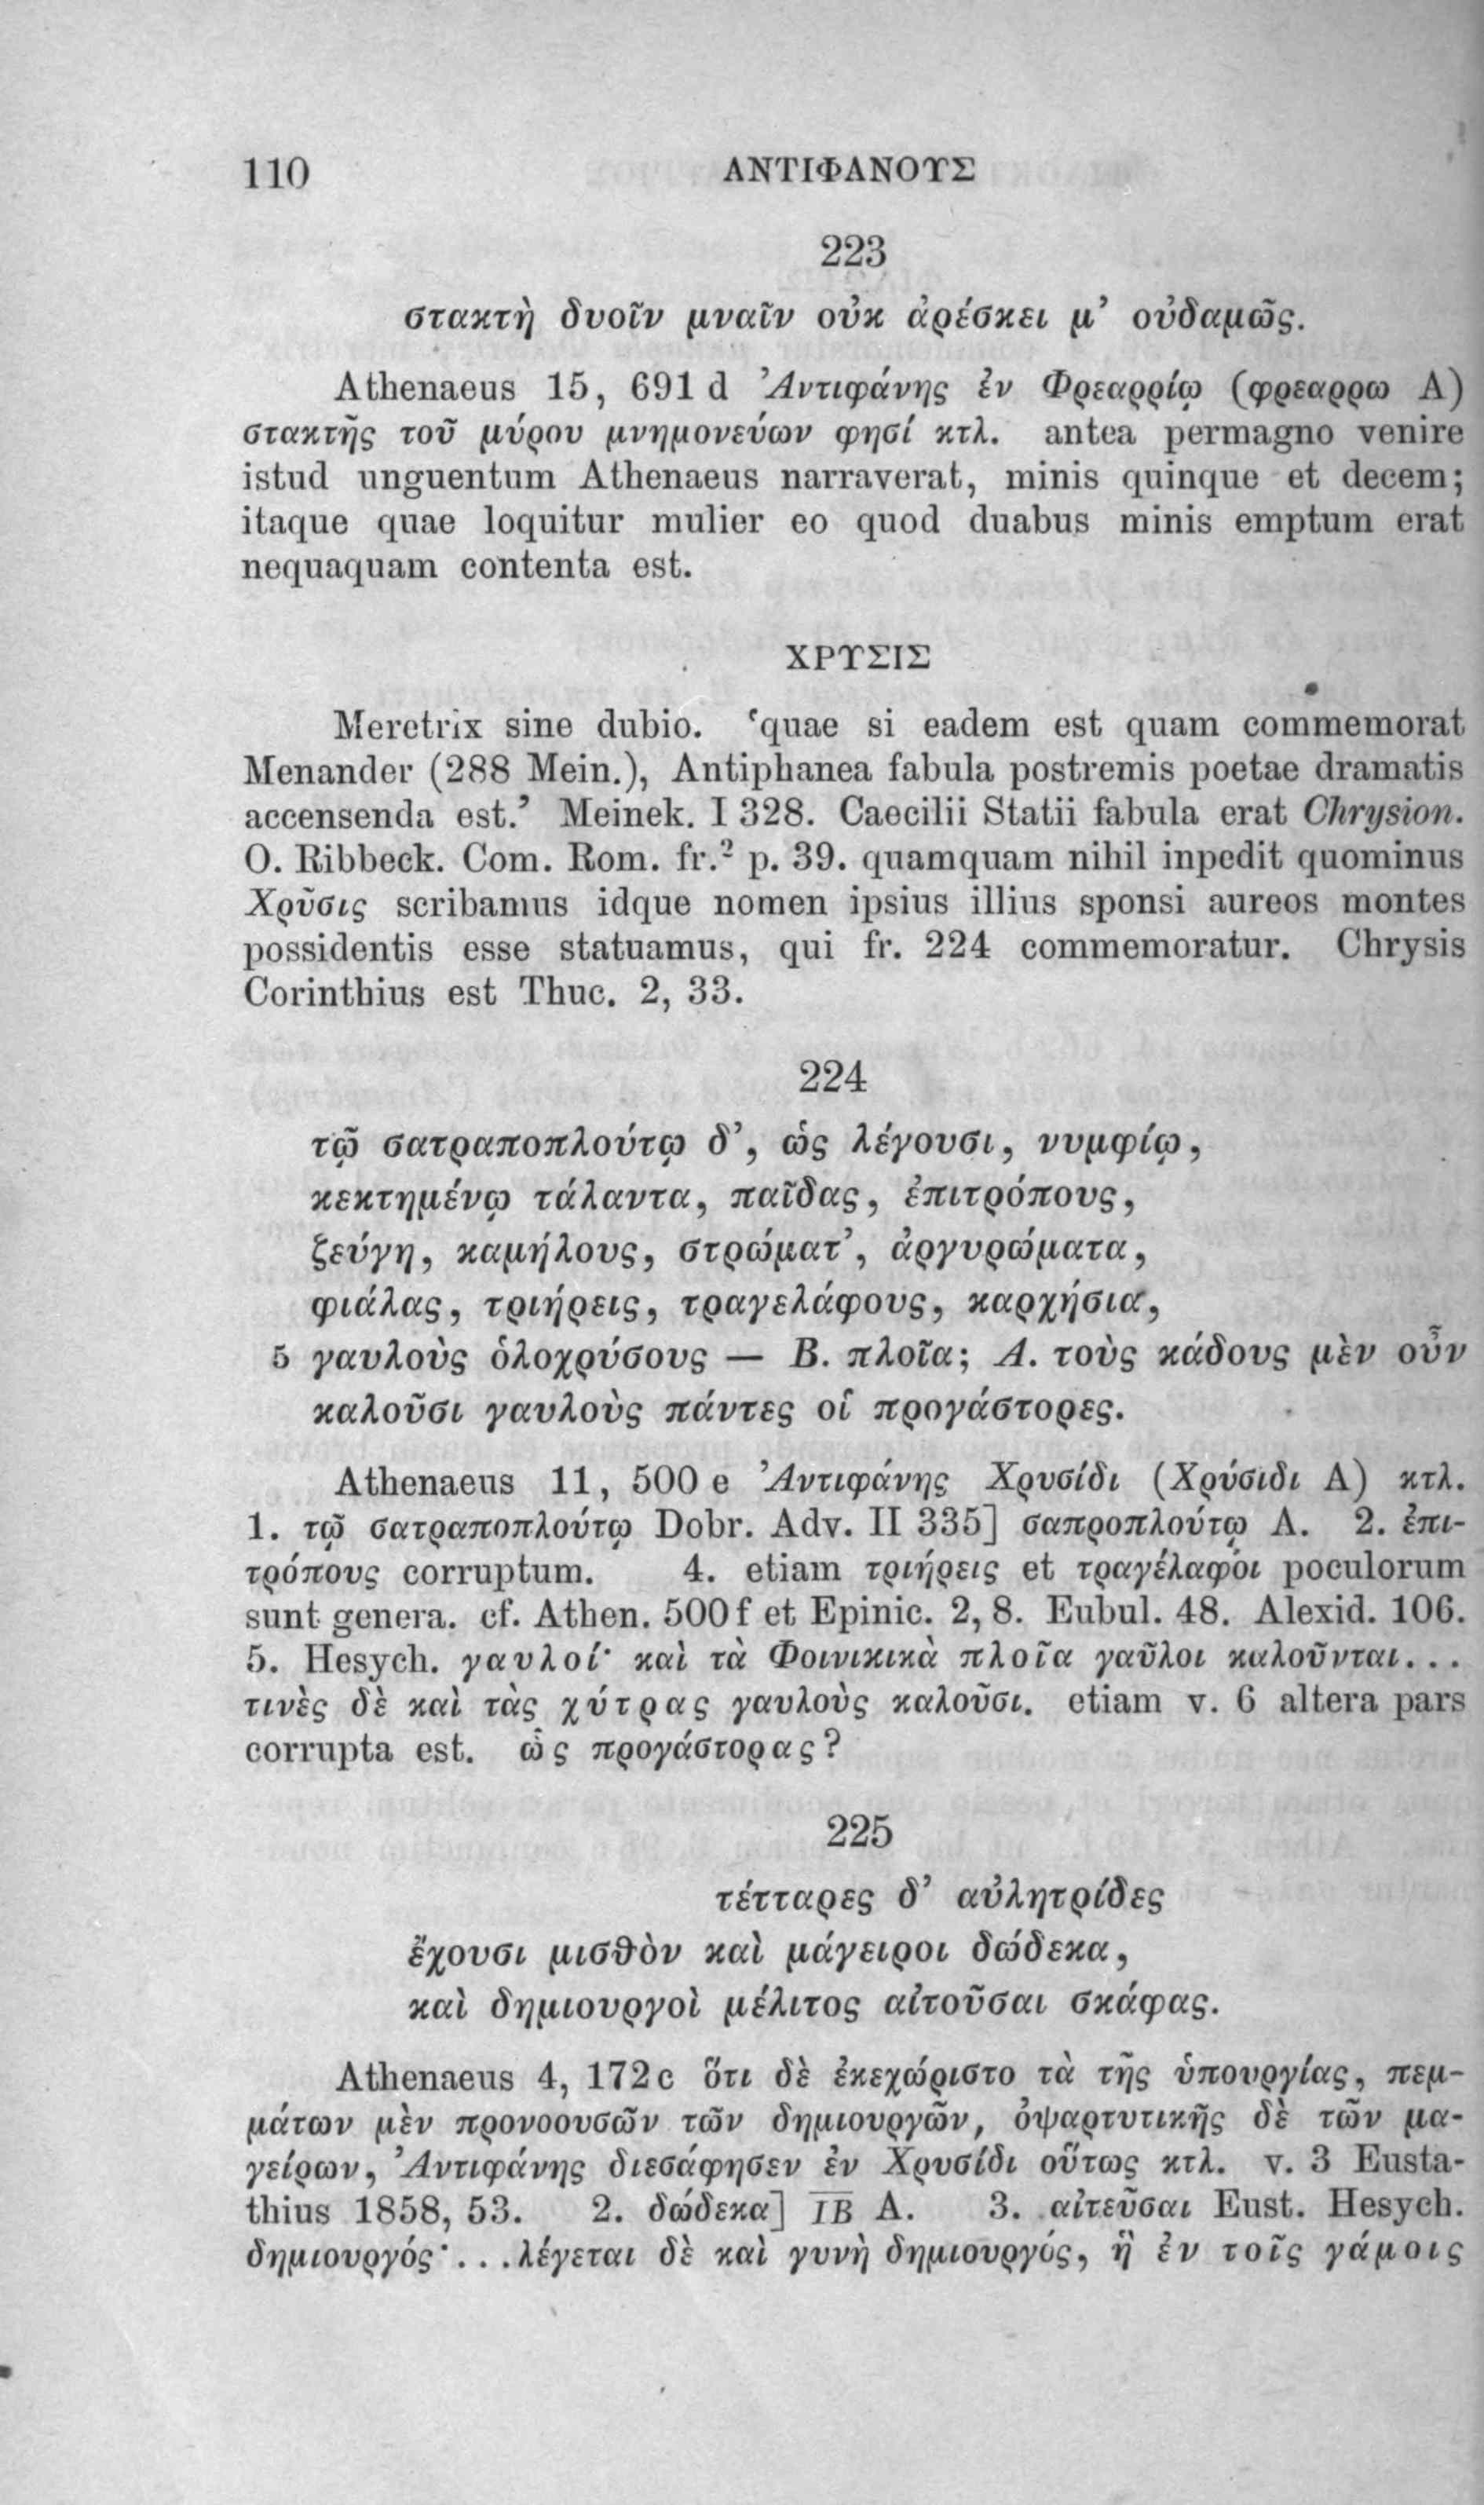 110 ΑΝΤΙΦΑΝΟΥΣ
223
στακτὴ δυοῖν μναῖν οὐκ ἀρέσκει μ’ οὐδαμῶς.
Athenaeus 15, 691 d Ἀντιφάνης ἐν Φρεαρρίῳ (φρεαρρω A)
στακτῆς τοῦ μύρου μνημονεύων φησί κτλ. antea permagno venire
istud unguentum Athenaeus narraverat, minis quinque et decem;
itaque quae loquitur mulier eo quod duabus minis emptum erat
nequaquam contenta est.
ΧΡΥΣΙΣ
Meretrix sine dubio. ‘quae si eadem est quam commemorat
Menander (288 Mein.), Antiphanea fabula postremis poetae dramatis
accensenda est.’ Meinek. I 328. Caecilii Statii fabula erat Chrysion.
O. Ribbeck. Com. Rom. fr.² p. 39. quamquam nihil inpedit quominus
Χρῦσις scribamus idque nomen ipsius illius sponsi aureos montes
possidentis esse statuamus, qui fr. 224 commemoratur. Chrysis
Corinthius est Thuc. 2, 33.
224
τῷ σατραποπλούτῳ δ’, ὡς λέγουσι, νυμφίῳ,
κεκτημένῳ τάλαντα, παῖδας, ἐπιτρόπους,
ζεύγη, καμήλους, στρώματ’, ἀργυρώματα,
φιάλας, τριήρεις, τραγελάφους, καρχήσια,
5 γαυλοὺς ὁλοχρύσους — Β. πλοῖα; Α. τοὺς κάδους μὲν οὖν
καλοῦσι γαυλοὺς πάντες οἱ προγάστορες.
Athenaeus 11, 500 e Ἀντιφάνης Χρυσίδι (Χρύσιδι A) κτλ.
1. τῷ σατραποπλούτῳ Dobr. Adv. II 335] σαπροπλούτῳ A. 2. ἐπι-
τρόπους corruptum. 4. etiam τριήρεις et τραγέλαφοι poculorum
sunt genera. cf. Athen. 500 f et Epinic. 2, 8. Eubul. 48. Alexid. 106.
5. Hesych. γαυλοί· καὶ τὰ Φοινικικὰ πλοῖα γαῦλοι καλοῦνται...
τινὲς δὲ καὶ τὰς χύτρας γαυλοὺς καλοῦσι. etiam v. 6 altera pars
corrupta est. ὡς προγάστορας?
225
τέτταρες δ’ αὐλητρίδες
ἔχουσι μισθὸν καὶ μάγειροι δώδεκα,
καὶ δημιουργοὶ μέλιτος αἰτοῦσαι σκάφας.
Athenaeus 4, 172 c ὅτι δὲ ἐκεχώριστο τὰ τῆς ὑπουργίας, πεμ-
μάτων μὲν προνοουσῶν τῶν δημιουργῶν, ὀψαρτυτικῆς δὲ τῶν μα-
γείρων, Ἀντιφάνης διεσάφησεν ἐν Χρυσίδι οὕτως κτλ. v. 3 Eusta-
thius 1858, 53. 2. δώδεκα] ΙΒ A. 3. αἰτεῦσαι Eust. Hesych.
δημιουργός· ...λέγεται δὲ καὶ γυνὴ δημιουργός, ἣ ἐν τοῖς γάμοις